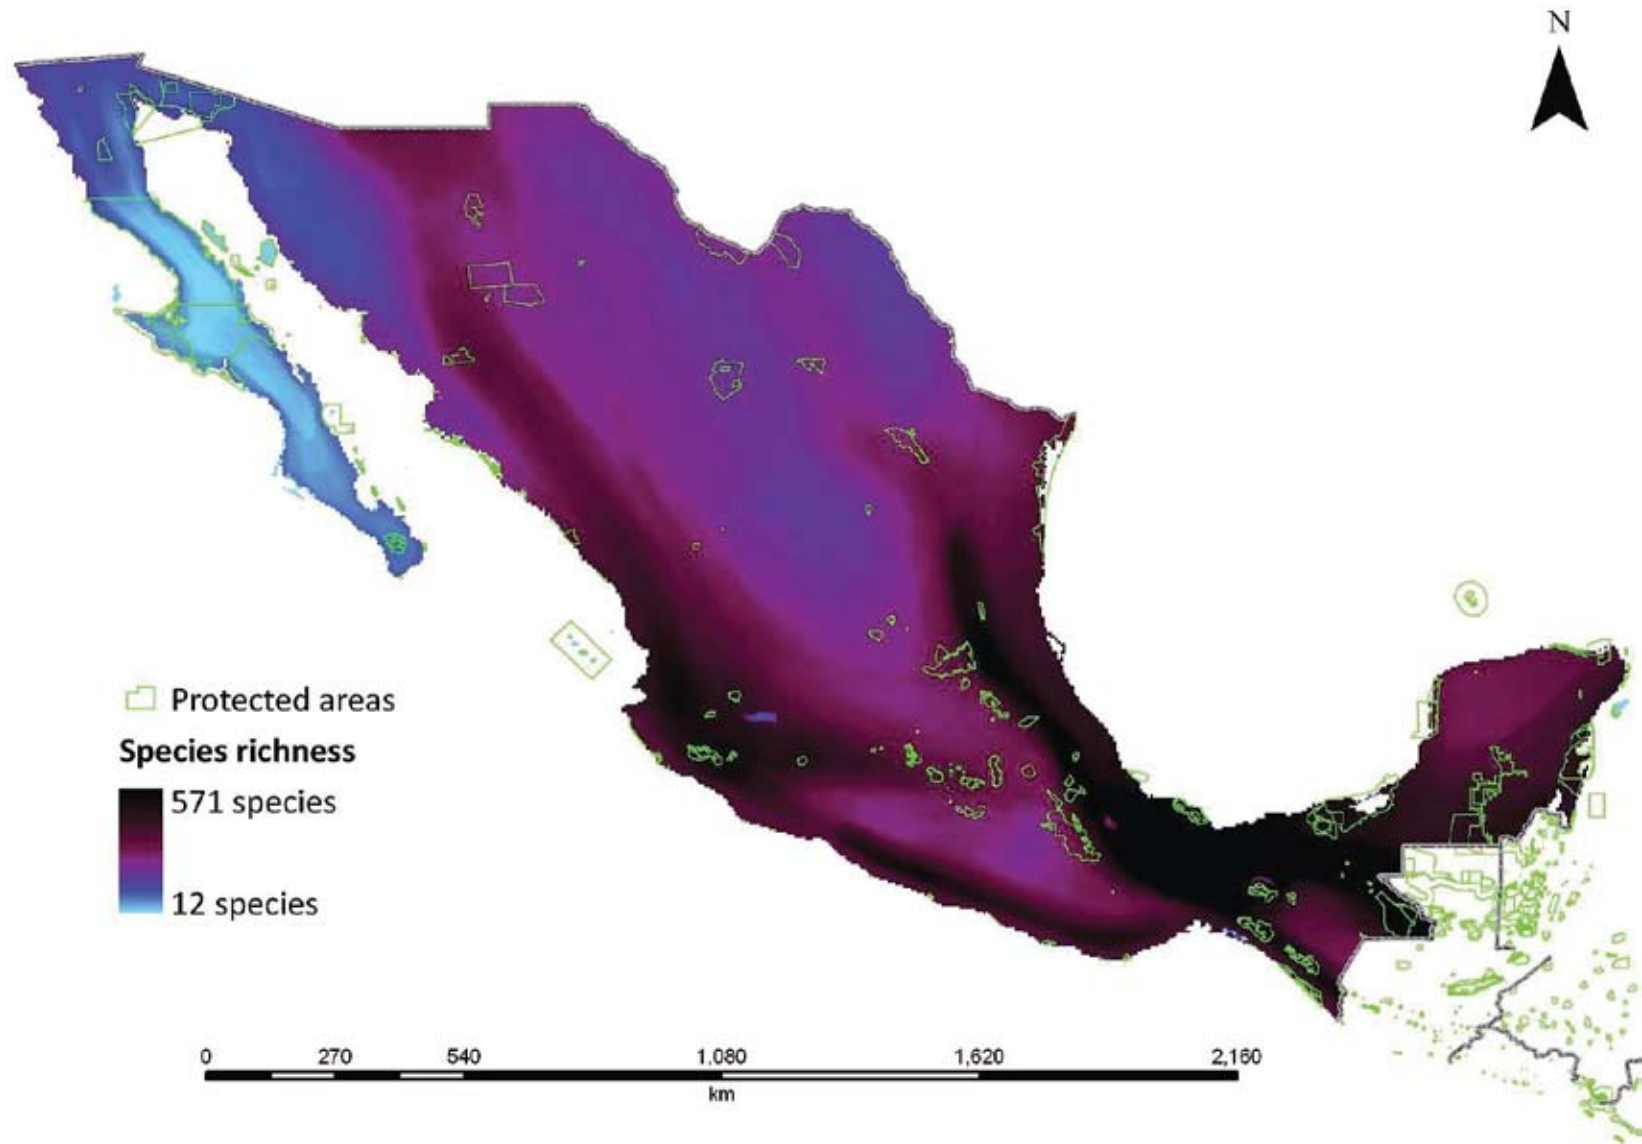 N
Protected areas
Species richness
571 species
12 species
0 270 540 1.080 1,620 2,160
km